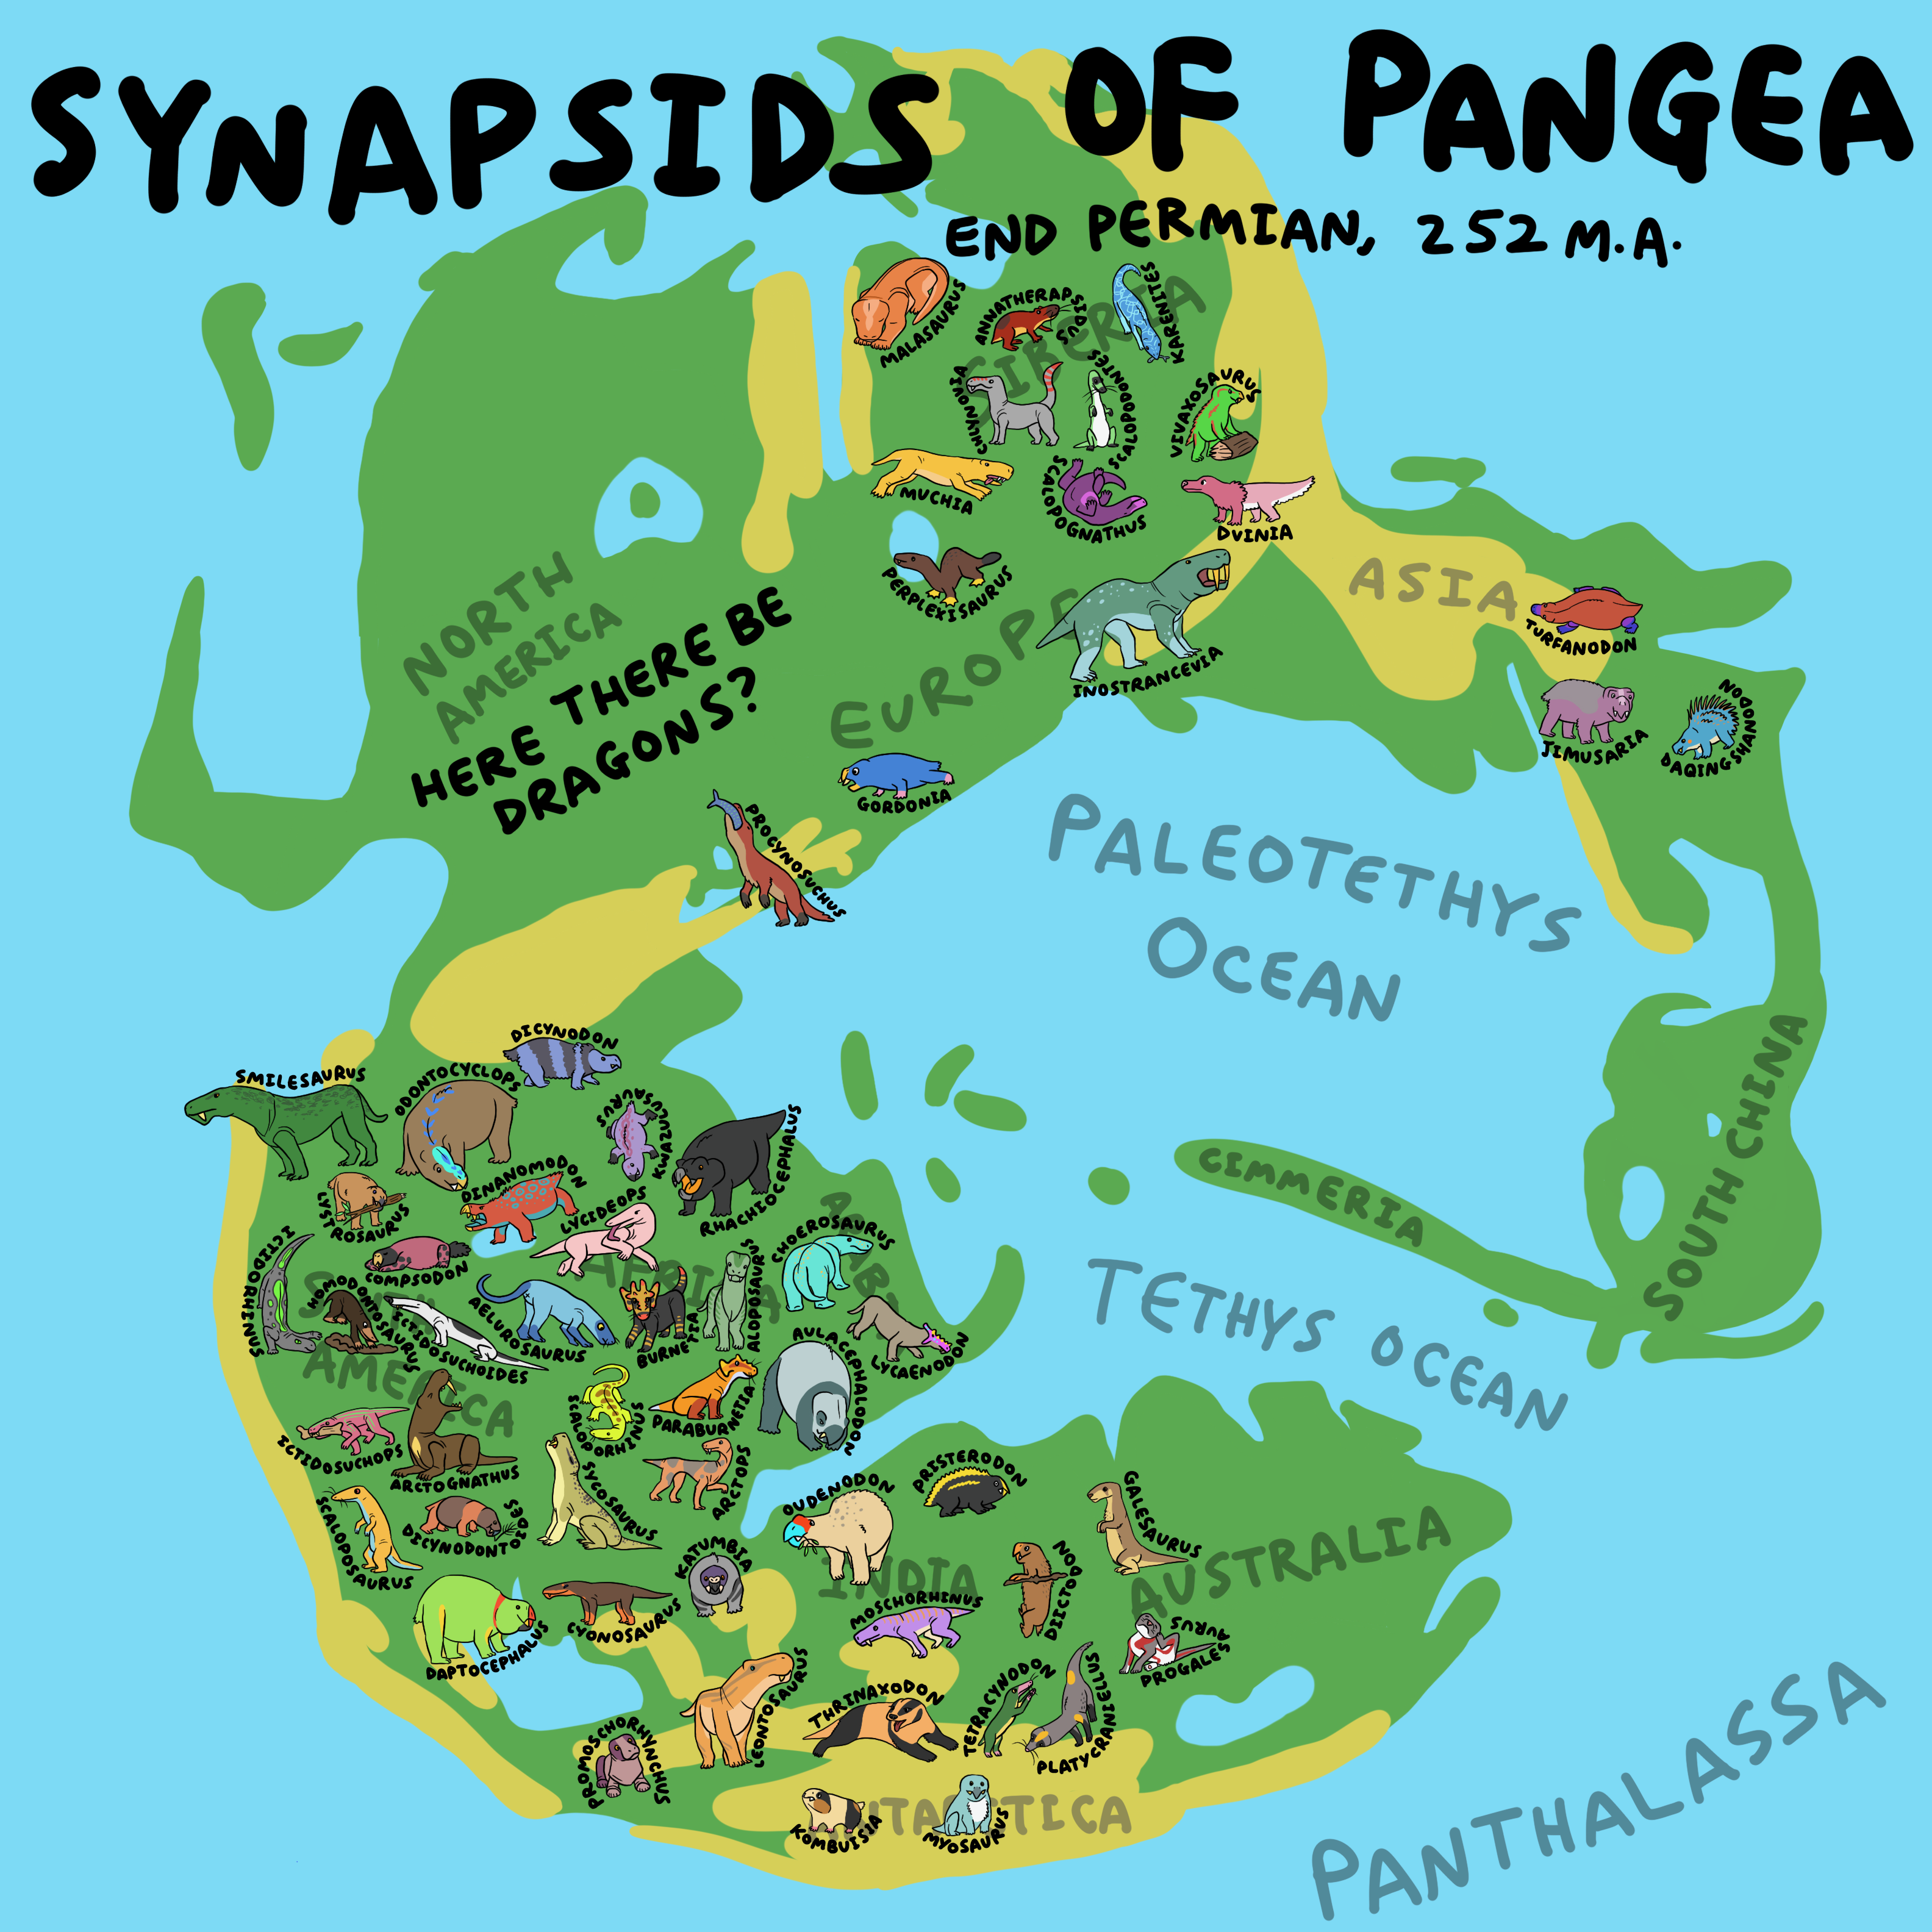 SYNAPSIDS OF PANGEA
END PERMIAN, 252 M.A.
MALASAURUS
ANNATHERAPSIDUS
KARENITES
SIBERIA
CHLYNOVIA
SCALOPODONTES
VIVAXOSAURUS
MUCHIA
SCALOPOGNATHUS
DVINIA
PERPLEXISAURUS
EUROPE
INOSTRANCEVIA
ASIA
TURFANODON
JIMUSARIA
DAQINGSHANODON
NORTH
AMERICA
HERE THERE BE
DRAGONS?
GORDONIA
PROCYNOSUCHUS
PALEOTETHYS
OCEAN
SOUTH CHINA
CIMMERIA
TETHYS OCEAN
DICYNODON
SMILESAURUS
ODONTOCYCLOPS
KWAZULUSAURUS
RHACHIOCEPHALUS
LYSTROSAURUS
DINANOMODON
LYCIDEOPS
CHOEROSAURUS
ARABIA
ICTIDORHINUS
COMPSODON
AFRICA
SOUTH
AMERICA
HOMODONTOSAURUS
ICTIDOSUCHOIDES
AELUROSAURUS
BURNETIA
ALOPOSAURUS
LYCAENODON
AULACEPHALODON
SCALOPORHINUS
PARABURNETIA
ICTIDOSUCHOPS
ARCTOGNATHUS
SYCOSAURUS
ARCTOPS
OUDENODON
PRISTERODON
GALESAURUS
AUSTRALIA
SCALOPOSAURUS
DICYNODONTOIDES
KATUMBIA
INDIA
DIICTODON
DAPTOCEPHALUS
CYONOSAURUS
MOSCHORHINUS
PROGALESAURUS
LEONTOSAURUS
THRINAXODON
TETRACYNODON
PLATYCRANIELLUS
PROMOSCHORHYNCHUS
KOMBUISIA
ANTARCTICA
MYOSAURUS
PANTHALASSA